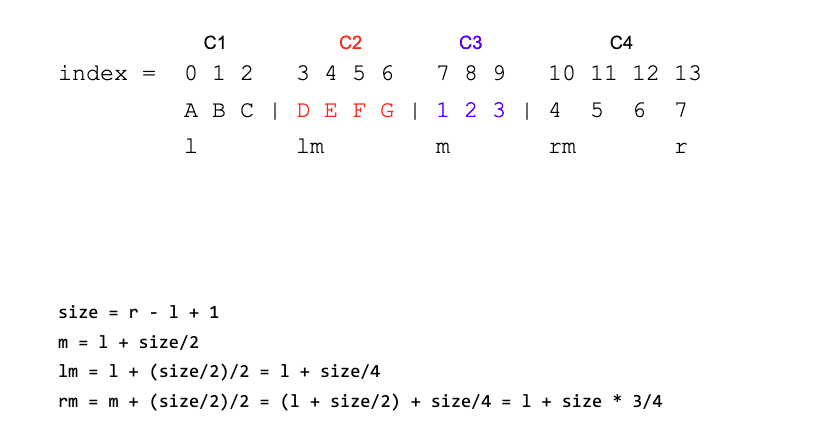 C1 C2 C3 C4
index = 0 1 2 3 4 5 6 7 8 9 10 11 12 13
A B C | D E F G | 1 2 3 | 4 5 6 7
l lm m rm r
size = r - l + 1
m = l + size/2
lm = l + (size/2)/2 = l + size/4
rm = m + (size/2)/2 = (l + size/2) + size/4 = l + size * 3/4